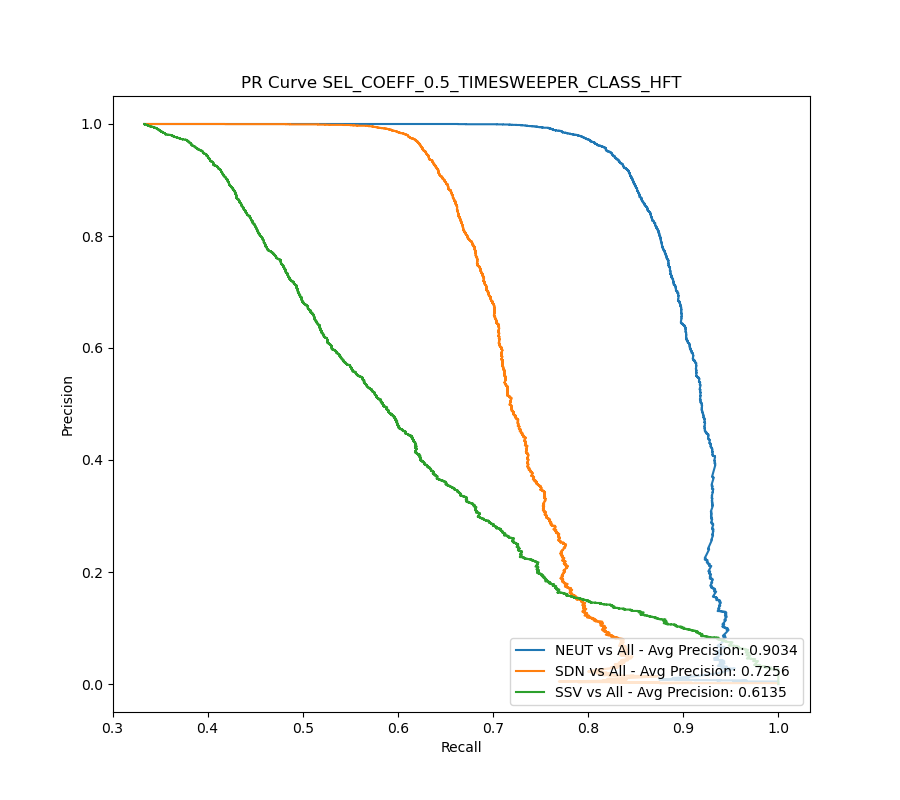 PR Curve SEL_COEFF_0.5_TIMESWEEPER_CLASS_HFT
Precision
1.0
0.8
0.6
0.4
0.2
0.0
NEUT vs All - Avg Precision: 0.9034
SDN vs All - Avg Precision: 0.7256
SSV vs All - Avg Precision: 0.6135
0.3 0.4 0.5 0.6 0.7 0.8 0.9 1.0
Recall